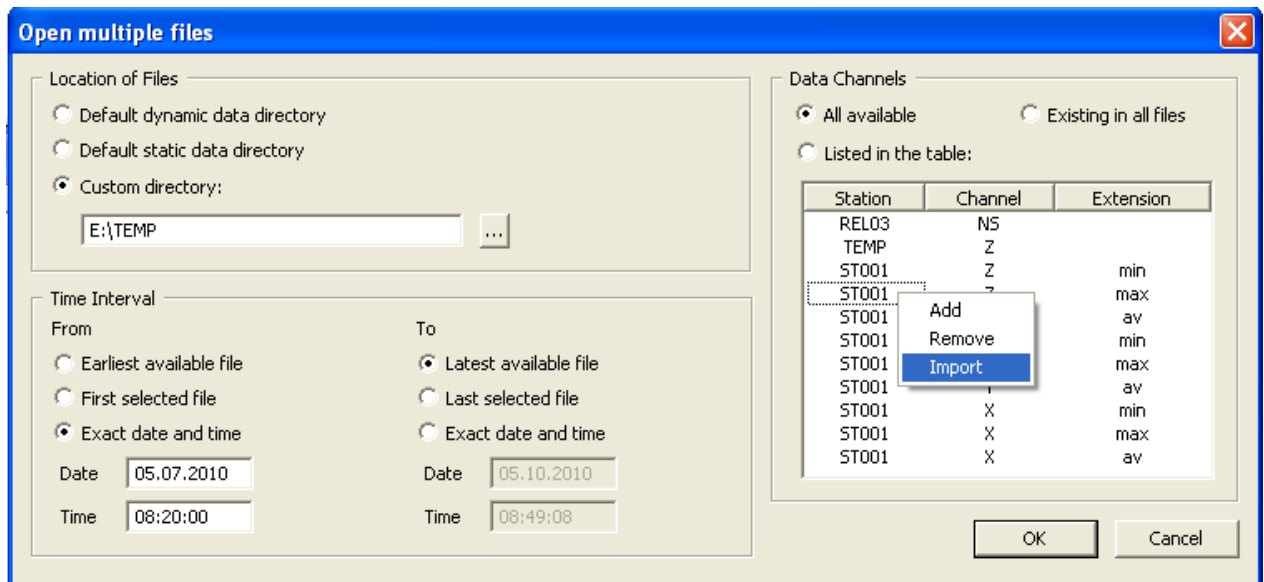 Open multiple files
Location of Files
Default dynamic data directory
Default static data directory
Custom directory:
E:\TEMP
...
Time Interval
From To
Earliest available file Latest available file
First selected file Last selected file
Exact date and time Exact date and time
Date 05.07.2010 Date 05.10.2010
Time 08:20:00 Time 08:49:08
Data Channels
All available Existing in all files
Listed in the table:
Station Channel Extension
REL03 NS
TEMP Z
ST001 Z min
ST001 max
ST001 av
ST001 min
ST001 max
ST001 av
ST001 X min
ST001 X max
ST001 X av
Add
Remove
Import
OK Cancel